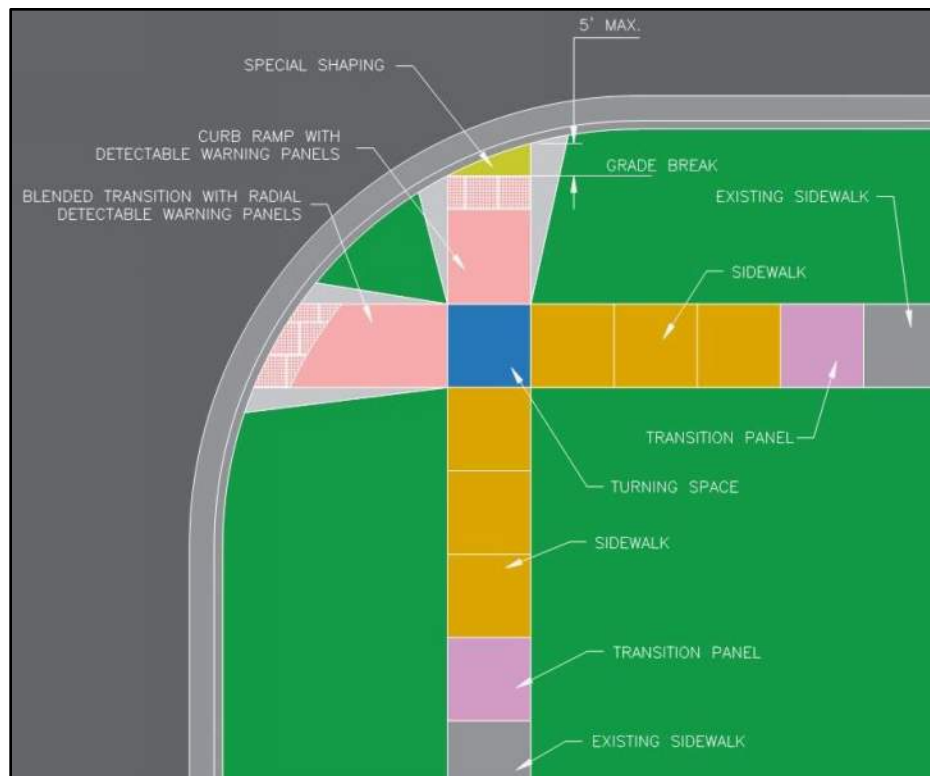 5' MAX.
SPECIAL SHAPING
CURB RAMP WITH
DETECTABLE WARNING PANELS
GRADE BREAK
BLENDED TRANSITION WITH RADIAL
DETECTABLE WARNING PANELS
EXISTING SIDEWALK
SIDEWALK
TRANSITION PANEL
TURNING SPACE
SIDEWALK
TRANSITION PANEL
EXISTING SIDEWALK